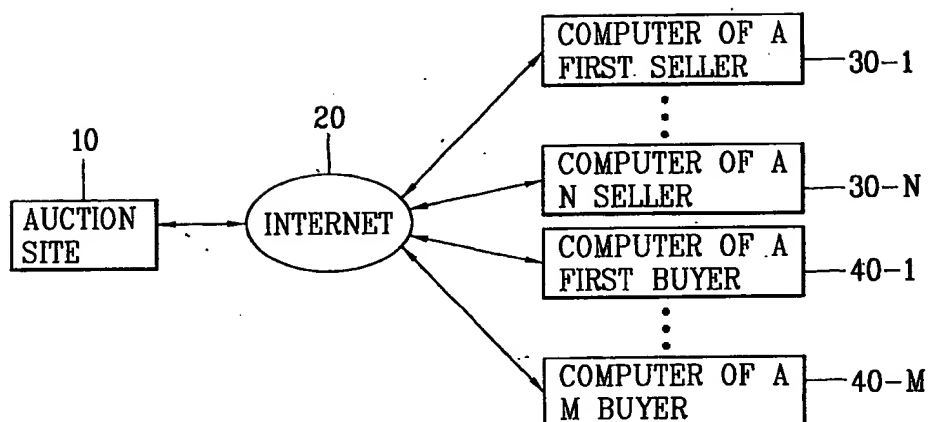 COMPUTER OF A
FIRST SELLER
30-1
20
10
COMPUTER OF A
N SELLER
30-N
AUCTION
SITE
INTERNET
COMPUTER OF A
FIRST BUYER
40-1
COMPUTER OF A
M BUYER
40-M